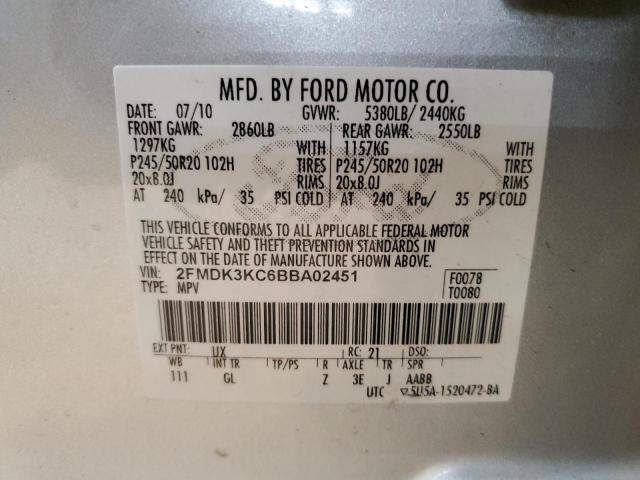 MFD. BY FORD MOTOR CO.
DATE: 07/10 GVWR: 5380LB/ 2440KG
FRONT GAWR: 2860LB REAR GAWR: 2550LB
1297KG WITH 1157KG WITH
P245/50R20 102H TIRES P245/50R20 102H TIRES
20x8.0J RIMS 20x8.0J RIMS
AT 240 kPa/ 35 PSI COLD AT 240 kPa/ 35 PSI COLD
THIS VEHICLE CONFORMS TO ALL APPLICABLE FEDERAL MOTOR
VEHICLE SAFETY AND THEFT PREVENTION STANDARDS IN
EFFECT ON THE DATE OF MANUFACTURE SHOWN ABOVE.
VIN: 2FMDK3KC6BBA02451 F0078
TYPE: MPV T0080
EXT PNT: UX RC: 21 DSO:
WB INT TR TP/PS R AXLE TR SPR
111 GL Z 3E J AABB
UTC ▽5U5A-1520472-BA